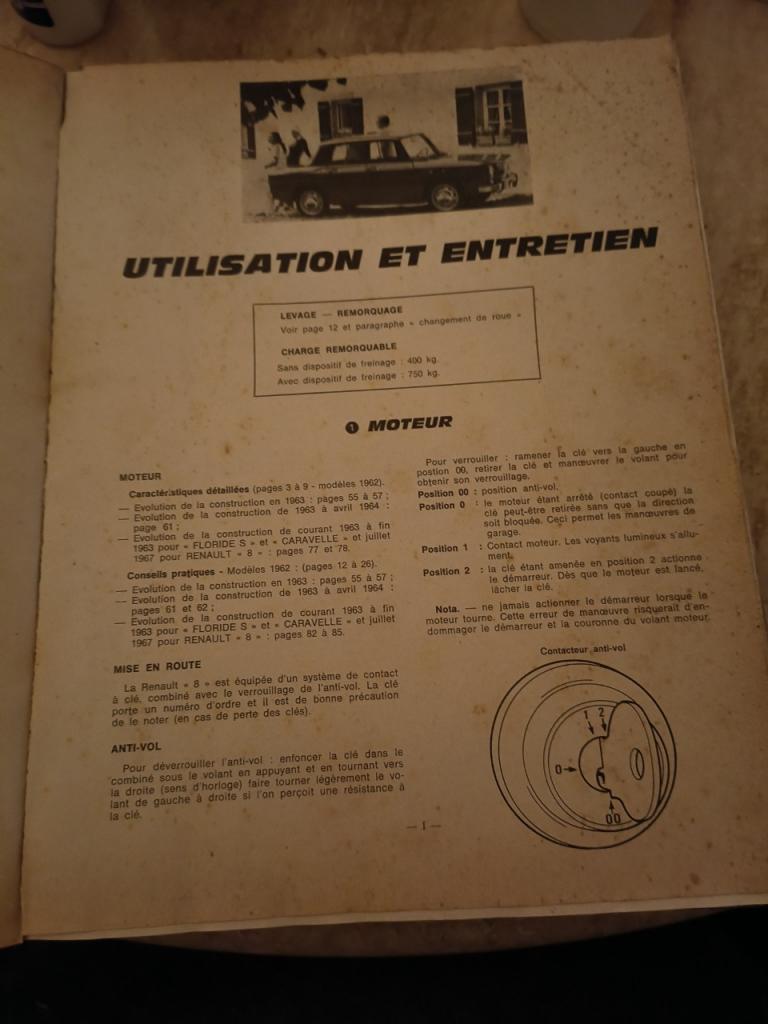 UTILISATION ET ENTRETIEN
LEVAGE — REMORQUAGE
Voir page 12 et paragraphe « changement de roue »
CHARGE REMORQUABLE
Sans dispositif de freinage : 400 kg.
Avec dispositif de freinage : 750 kg.
1 MOTEUR
MOTEUR
Caractéristiques détaillées (pages 3 à 9 - modèles 1962).
— Evolution de la construction en 1963 : pages 55 à 57 ;
— Evolution de la construction de 1963 à avril 1964 :
page 61 ;
— Evolution de la construction de courant 1963 à fin
1963 pour « FLORIDE S » et « CARAVELLE » et juillet
1967 pour RENAULT « 8 » : pages 77 et 78.
Conseils pratiques - Modèles 1962 : (pages 12 à 26).
— Evolution de la construction en 1963 : pages 55 à 57 ;
— Evolution de la construction de 1963 à avril 1964 :
pages 61 et 62 ;
— Evolution de la construction de courant 1963 à fin
1963 pour « FLORIDE S » et « CARAVELLE » et juillet
1967 pour RENAULT « 8 » : pages 82 à 85.
MISE EN ROUTE
La Renault « 8 » est équipée d'un système de contact
à clé, combiné avec le verrouillage de l'anti-vol. La clé
porte un numéro d'ordre et il est de bonne précaution
de le noter (en cas de perte des clés).
ANTI-VOL
Pour déverrouiller l'anti-vol : enfoncer la clé dans le
combiné sous le volant en appuyant et en tournant vers
la droite (sens d'horloge) faire tourner légèrement le vo-
lant de gauche à droite si l'on perçoit une résistance à
la clé.
Pour verrouiller : ramener la clé vers la gauche en
postion 00, retirer la clé et manœuvrer le volant pour
obtenir son verrouillage.
Position 00 : position anti-vol.
Position 0 : le moteur étant arrêté (contact coupé) la
clé peut-être retirée sans que la direction
soit bloquée. Ceci permet les manœuvres de
garage.
Position 1 : Contact moteur. Les voyants lumineux s'allu-
ment.
Position 2 : la clé étant amenée en position 2 actionne
le démarreur. Dès que le moteur est lancé,
lâcher la clé.
Nota. — ne jamais actionner le démarreur lorsque le
moteur tourne. Cette erreur de manœuvre risquerait d'en-
dommager le démarreur et la couronne du volant moteur.
Contacteur anti-vol
1 2
0
00
— 1 —